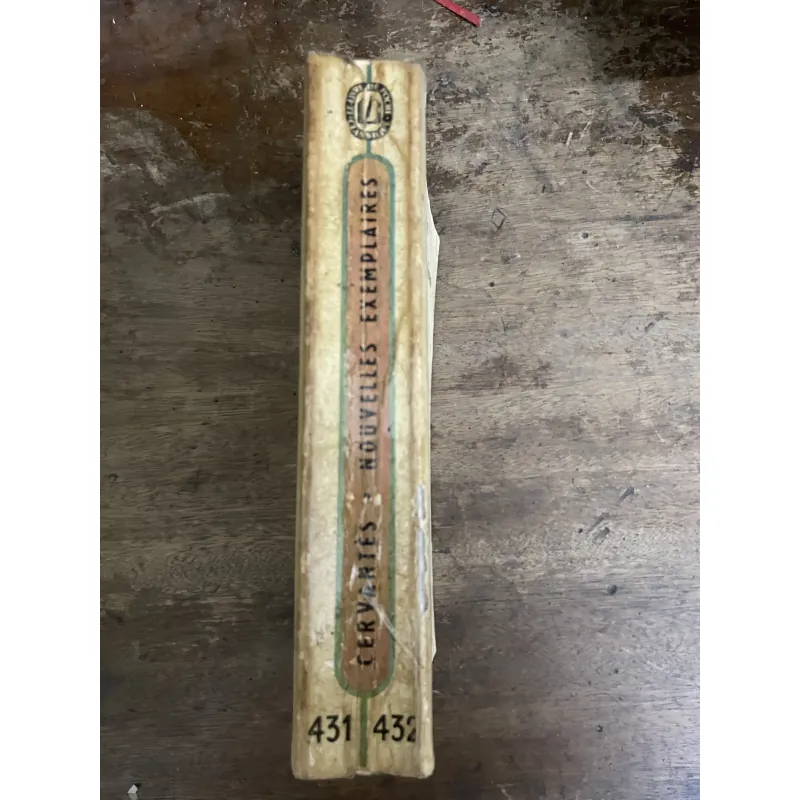 CERVANTÈS - NOUVELLES EXEMPLAIRES
431 432